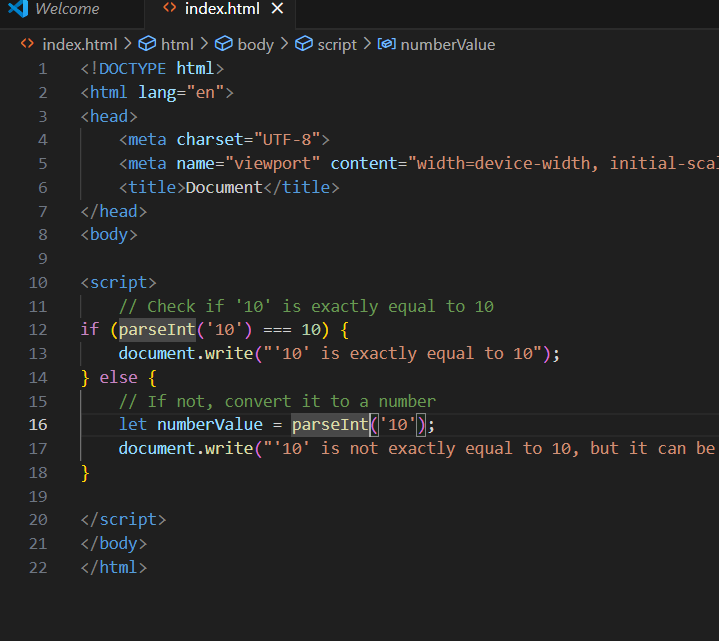 Welcome
<> index.html ×
<> index.html > html > body > script > numberValue
1 <!DOCTYPE html>
2 <html lang="en">
3 <head>
4     <meta charset="UTF-8">
5     <meta name="viewport" content="width=device-width, initial-scal
6     <title>Document</title>
7 </head>
8 <body>
9
10 <script>
11     // Check if '10' is exactly equal to 10
12 if (parseInt('10') === 10) {
13     document.write("'10' is exactly equal to 10");
14 } else {
15     // If not, convert it to a number
16     let numberValue = parseInt('10');
17     document.write("'10' is not exactly equal to 10, but it can be
18 }
19
20 </script>
21 </body>
22 </html>